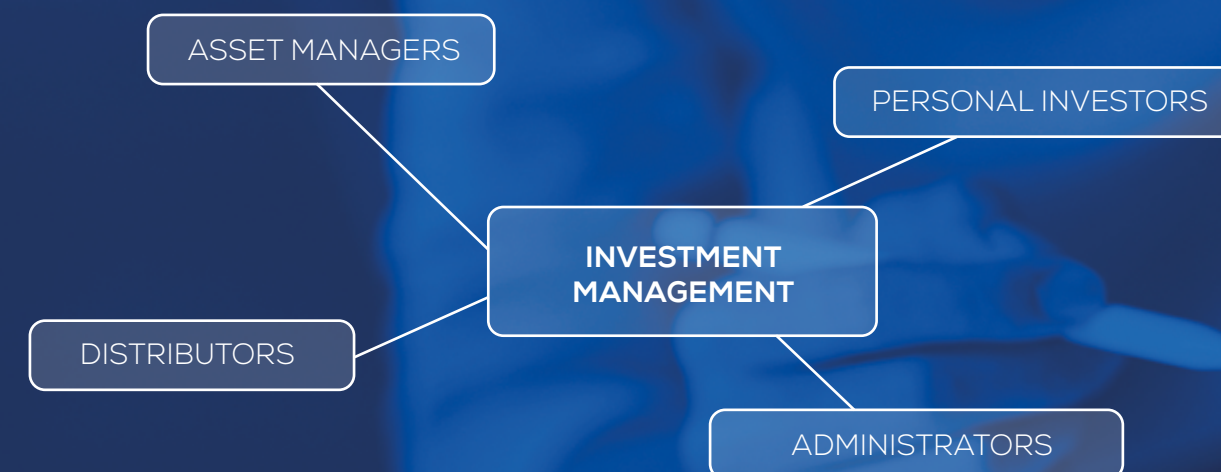 ASSET MANAGERS
PERSONAL INVESTORS
INVESTMENT
MANAGEMENT
DISTRIBUTORS
ADMINISTRATORS